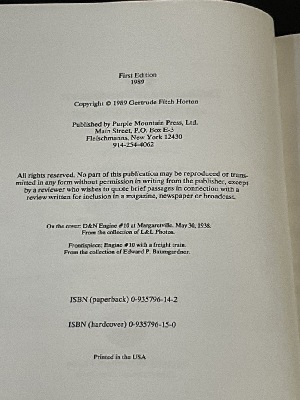 First Edition
1989
Copyright © 1989 Gertrude Fitch Horton
Published by Purple Mountain Press, Ltd.
Main Street, P.O. Box E-3
Fleischmanns, New York 12430
914-254-4062
All rights reserved. No part of this publication may be reproduced or trans-
mitted in any form without permission in writing from the publisher, except
by a reviewer who wishes to quote brief passages in connection with a
review written for inclusion in a magazine, newspaper or broadcast.
On the cover: D&N Engine #10 at Margaretville. May 30, 1938.
From the collection of L&L Photos.
Frontispiece: Engine #10 with a freight train.
From the collection of Edward P. Baumgardner.
ISBN (paperback) 0-935796-14-2
ISBN (hardcover) 0-935796-15-0
Printed in the USA